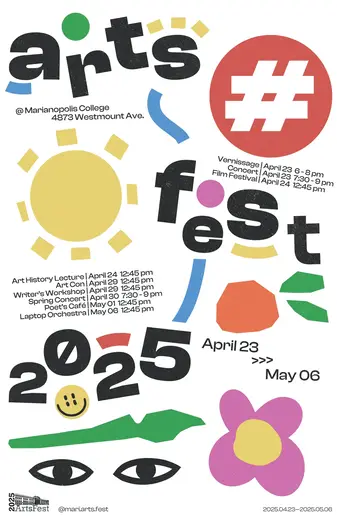 arts
#
@ Marianopolis College
4873 Westmount Ave.
Vernissage | April 23 6 - 8 pm
Concert | April 23 7:30 - 9 pm
Film Festival | April 24 12:45 pm
fest
Art History Lecture | April 24 12:45 pm
Art Con | April 29 12:45 pm
Writer's Workshop | April 29 12:45 pm
Spring Concert | April 30 7:30 - 9 pm
Poet's Café | May 01 12:45 pm
Laptop Orchestra | May 06 12:45 pm
2025
April 23
>>>
May 06
2025
ArtsFest
@mariarts.fest
2025.04.23—2025.05.06